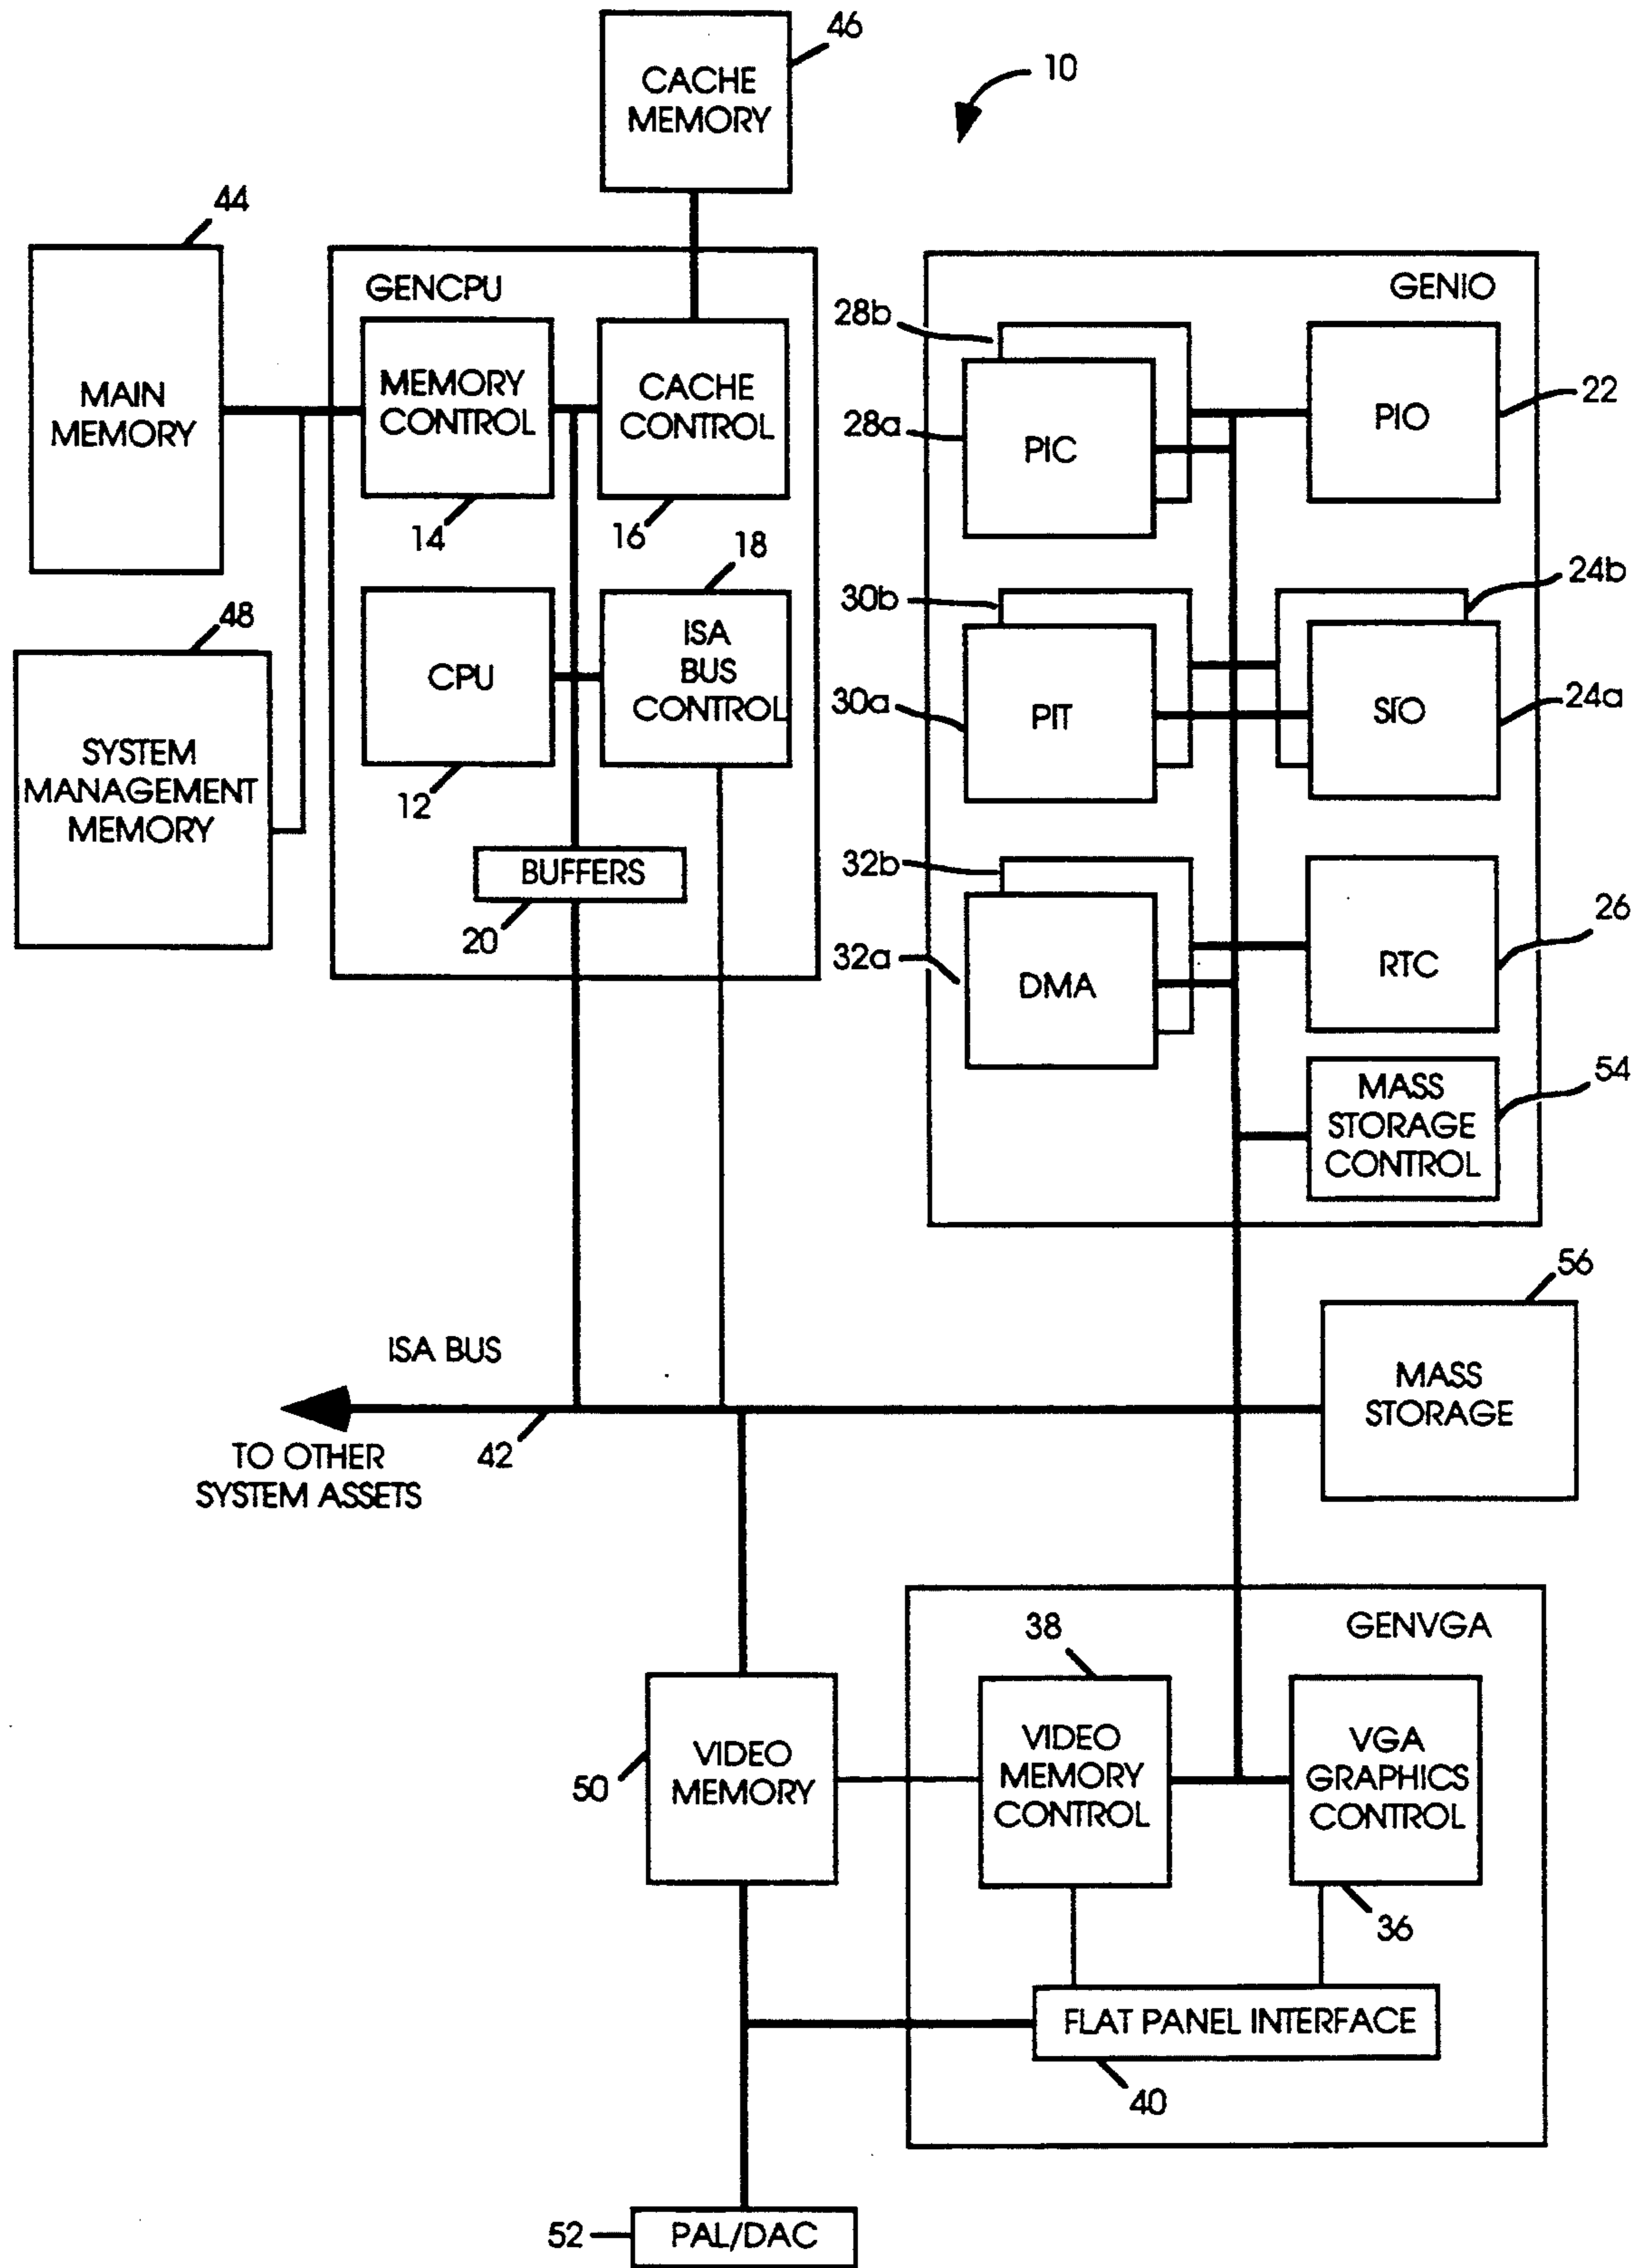 46
CACHE
MEMORY
10
44
MAIN
MEMORY
GENCPU
MEMORY
CONTROL
14
CACHE
CONTROL
16
18
CPU
12
ISA
BUS
CONTROL
BUFFERS
20
48
SYSTEM
MANAGEMENT
MEMORY
GENIO
28b
28a
PIC
PIO
22
30b
30a
PIT
24b
SIO
24a
32b
32a
DMA
RTC
26
MASS
STORAGE
CONTROL
54
56
MASS
STORAGE
ISA BUS
42
TO OTHER
SYSTEM ASSETS
GENVGA
38
50
VIDEO
MEMORY
VIDEO
MEMORY
CONTROL
VGA
GRAPHICS
CONTROL
36
FLAT PANEL INTERFACE
40
52
PAL/DAC